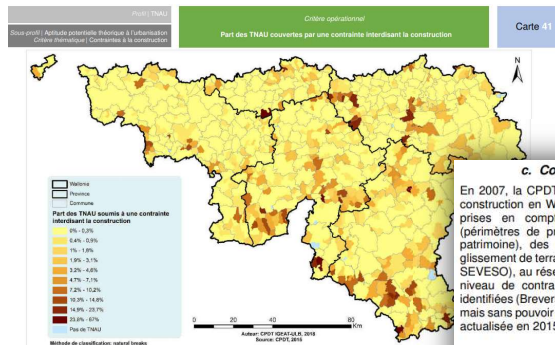 Profil | TNAU
Sous-profil | Aptitude potentielle théorique à l'urbanisation
Critère thématique | Contraintes à la construction
Critère opérationnel
Part des TNAU couvertes par une contrainte interdisant la construction
Carte 41
N
Wallonie
Province
Commune
Part des TNAU soumis à une contrainte
interdisant la construction
0% - 0,3%
0,4% - 0,9%
1% - 1,8%
1,9% - 3,1%
3,2% - 4,6%
4,7% - 7,1%
7,2% - 10,2%
10,3% - 14,8%
14,9% - 23,7%
23,8% - 67%
Pas de TNAU
Méthode de classification: natural breaks
0 20 40 80
Km
Auteur: CPDT IGEAT-ULB, 2018
Source: CPDT, 2015
c. Co
En 2007, la CPDT
construction en W
prises en comp
(périmètres de pr
patrimoine), des
glissement de terra
SEVESO), au rése
niveau de contra
identifiées (Brever
mais sans pouvoir
actualisée en 2015